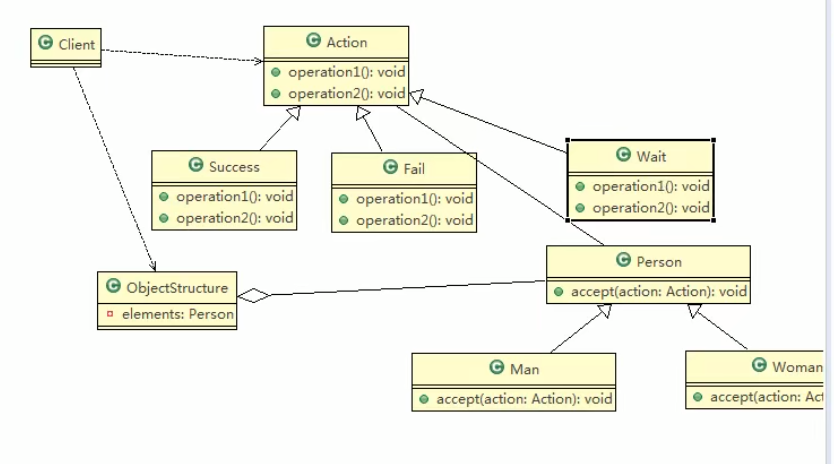 Client
Action
operation1(): void
operation2(): void
Success
operation1(): void
operation2(): void
Fail
operation1(): void
operation2(): void
Wait
operation1(): void
operation2(): void
ObjectStructure
elements: Person
Person
accept(action: Action): void
Man
accept(action: Action): void
Woman
accept(action: Act